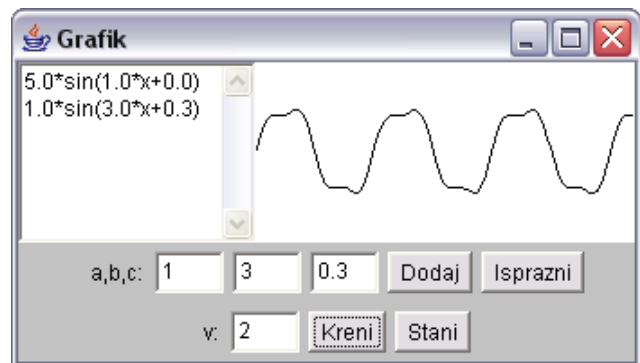 Grafik
5.0*sin(1.0*x+0.0)
1.0*sin(3.0*x+0.3)
a,b,c: 1 3 0.3 Dodaj Isprazni
v: 2 Kreni Stani